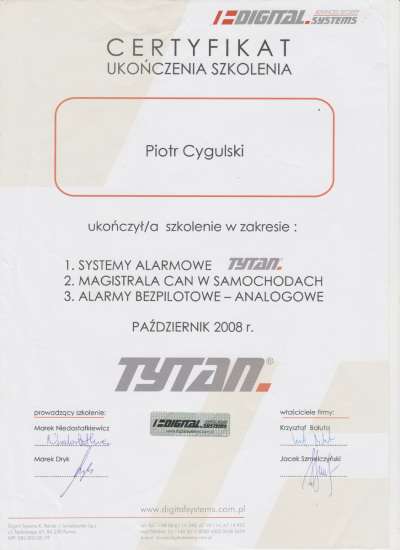 DIGITAL SYSTEMS
CERTYFIKAT
UKOŃCZENIA SZKOLENIA
Piotr Cygulski
ukończył/a szkolenie w zakresie :
1. SYSTEMY ALARMOWE TYTAN
2. MAGISTRALA CAN W SAMOCHODACH
3. ALARMY BEZPILOTOWE – ANALOGOWE
PAŹDZIERNIK 2008 r.
TYTAN ®
prowadzący szkolenie:
właściciele firmy:
Marek Niedostatkiewicz
DIGITAL SYSTEMS
Krzysztof Bałuta
Marek Dryk
Jacek Szmelczyński
www.digitalsystems.com.pl